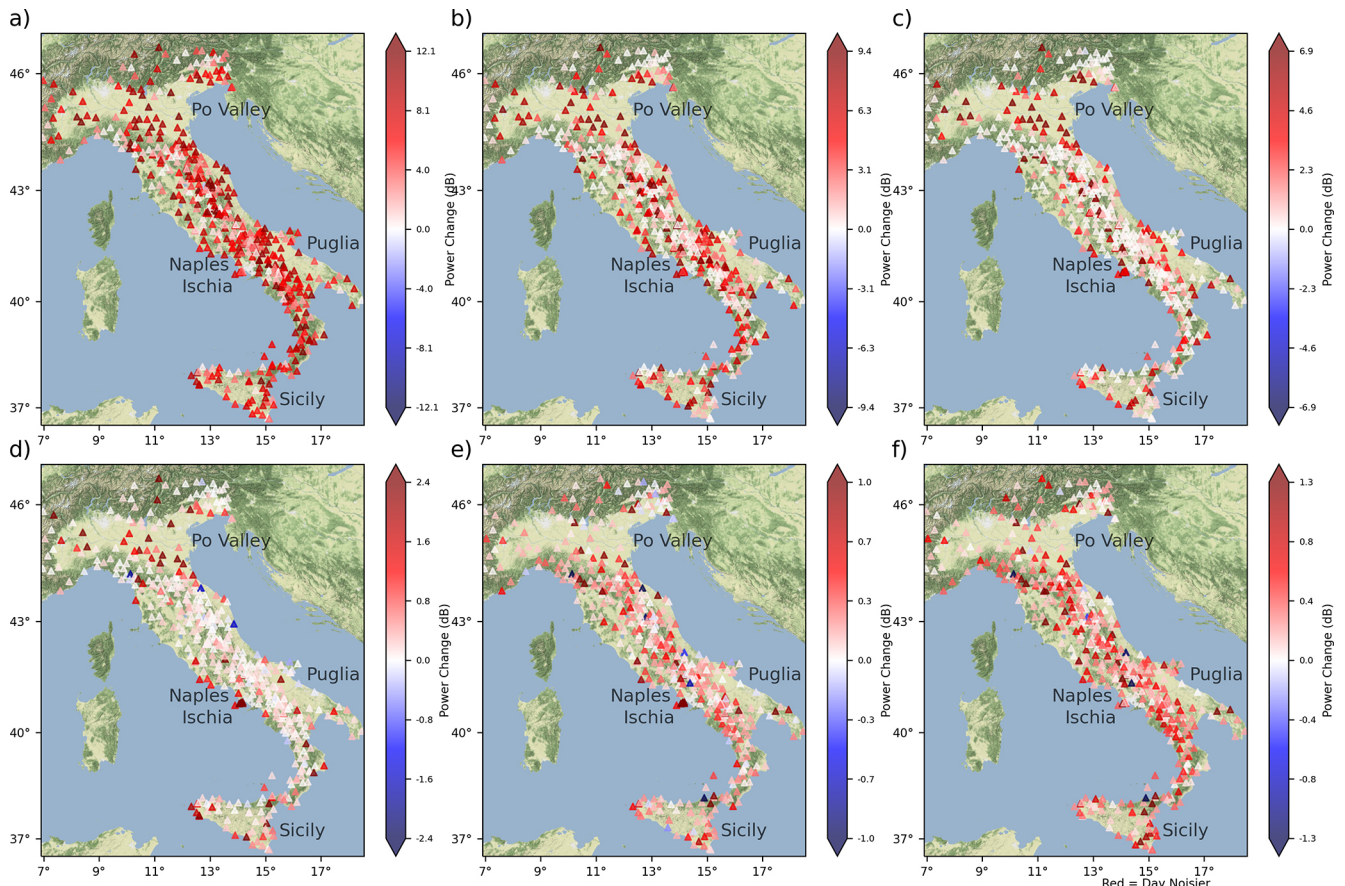 a)
46°
43°
40°
37°
7°
9°
11°
13°
15°
17°
Po Valley
Puglia
Naples
Ischia
Sicily
12.1
8.1
4.0
0.0
-4.0
-8.1
-12.1
Power Change (dB)
b)
46°
43°
40°
37°
7°
9°
11°
13°
15°
17°
Po Valley
Puglia
Naples
Ischia
Sicily
9.4
6.3
3.1
0.0
-3.1
-6.3
-9.4
Power Change (dB)
c)
46°
43°
40°
37°
7°
9°
11°
13°
15°
17°
Po Valley
Puglia
Naples
Ischia
Sicily
6.9
4.6
2.3
0.0
-2.3
-4.6
-6.9
Power Change (dB)
d)
46°
43°
40°
37°
7°
9°
11°
13°
15°
17°
Po Valley
Puglia
Naples
Ischia
Sicily
2.4
1.6
0.8
0.0
-0.8
-1.6
-2.4
Power Change (dB)
e)
46°
43°
40°
37°
7°
9°
11°
13°
15°
17°
Po Valley
Puglia
Naples
Ischia
Sicily
1.0
0.7
0.3
0.0
-0.3
-0.7
-1.0
Power Change (dB)
f)
46°
43°
40°
37°
7°
9°
11°
13°
15°
17°
Po Valley
Puglia
Naples
Ischia
Sicily
1.3
0.8
0.4
0.0
-0.4
-0.8
-1.3
Power Change (dB)
Red = Day Noisier